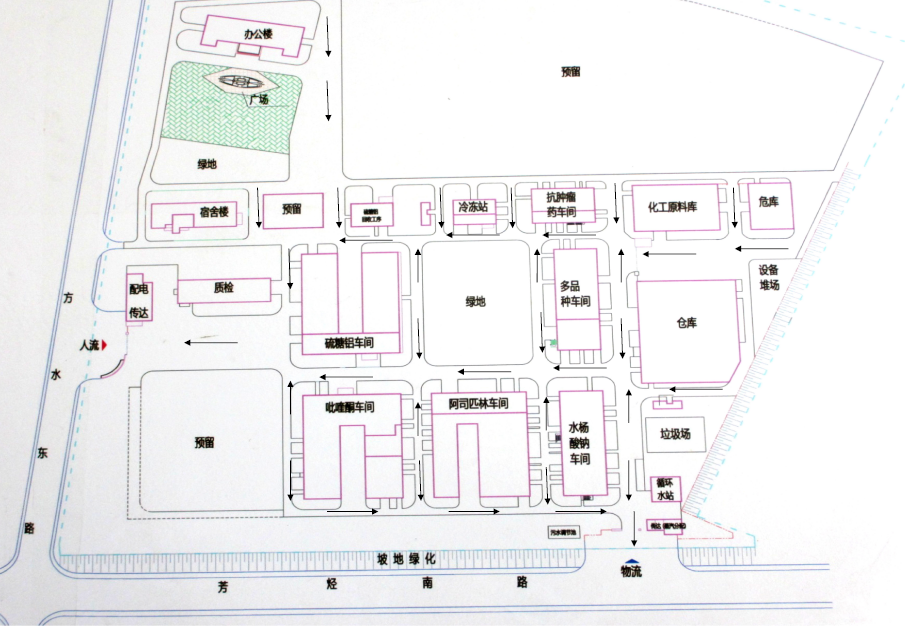 办公楼
预留
广场
绿地
宿舍楼
预留
冷冻站
抗肿瘤
药车间
化工原料库
危库
设备
堆场
配电
传达
质检
绿地
多品
种车间
仓库
硫糖铝车间
人流
方
水
东
路
预留
吡喹酮车间
阿司匹林车间
水杨
酸钠
车间
垃圾场
循环
水站
污水调节池
物流
坡地绿化
芳
烃
南
路